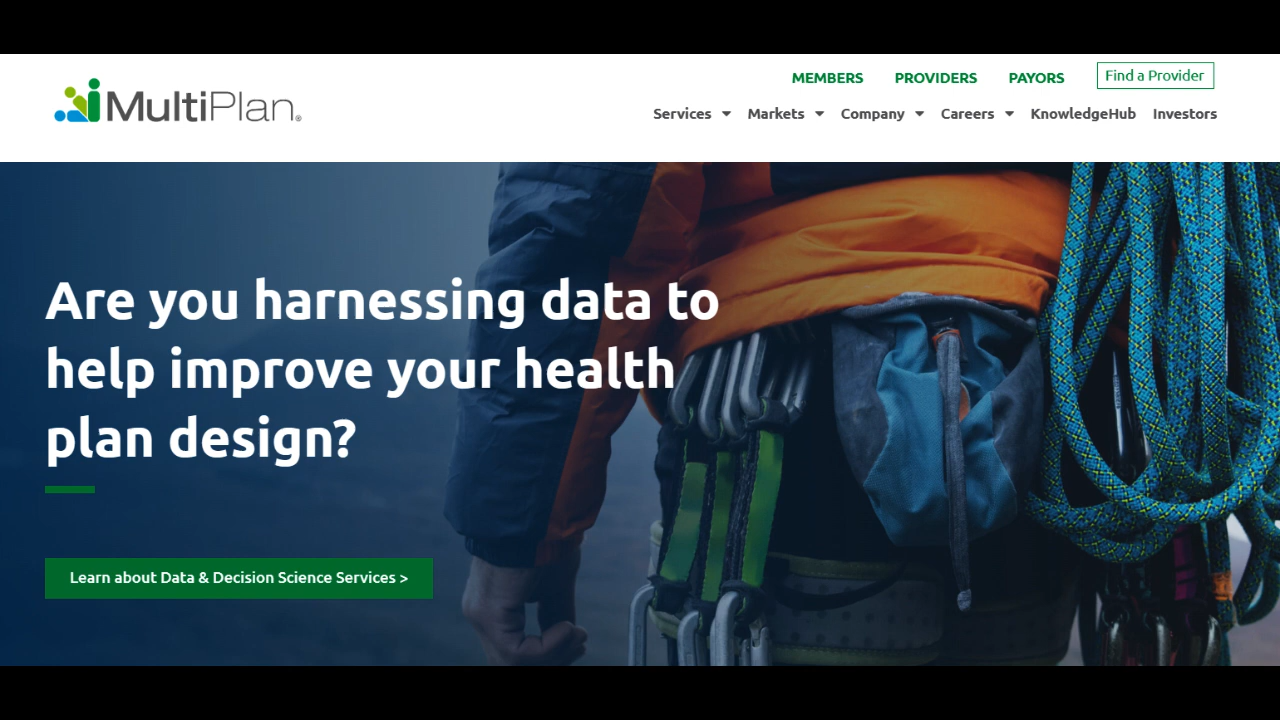 MEMBERS PROVIDERS PAYORS Find a Provider
MultiPlan®
Services Markets Company Careers KnowledgeHub Investors
Are you harnessing data to
help improve your health
plan design?
Learn about Data & Decision Science Services >